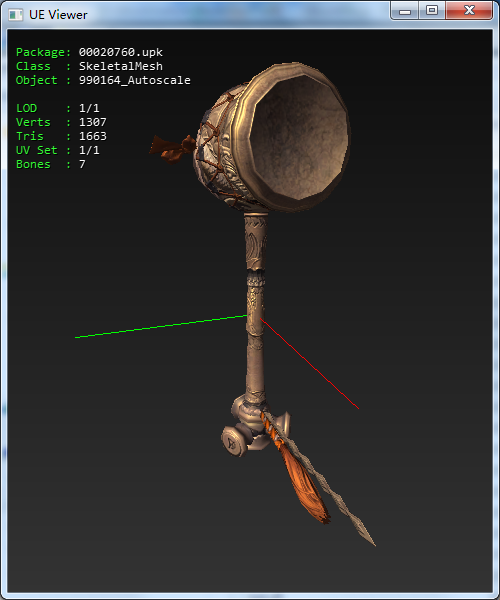 UE Viewer
Package: 00020760.upk
Class  : SkeletalMesh
Object : 990164_Autoscale
LOD    : 1/1
Verts  : 1307
Tris   : 1663
UV Set : 1/1
Bones  : 7